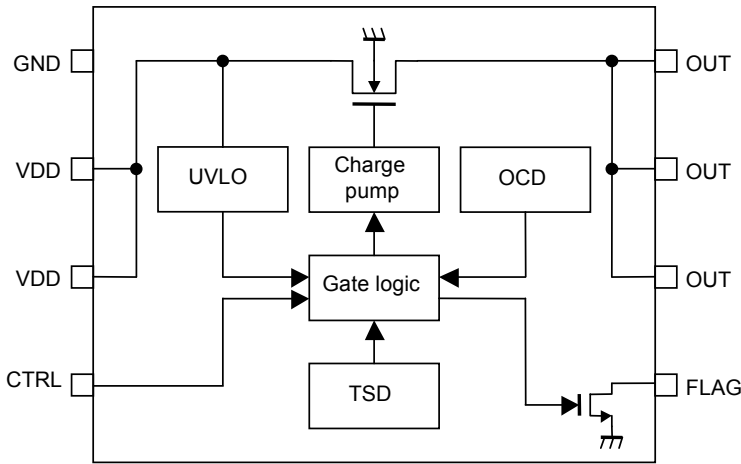 GND
OUT
VDD
UVLO
Charge
pump
OCD
OUT
VDD
Gate logic
OUT
CTRL
TSD
FLAG